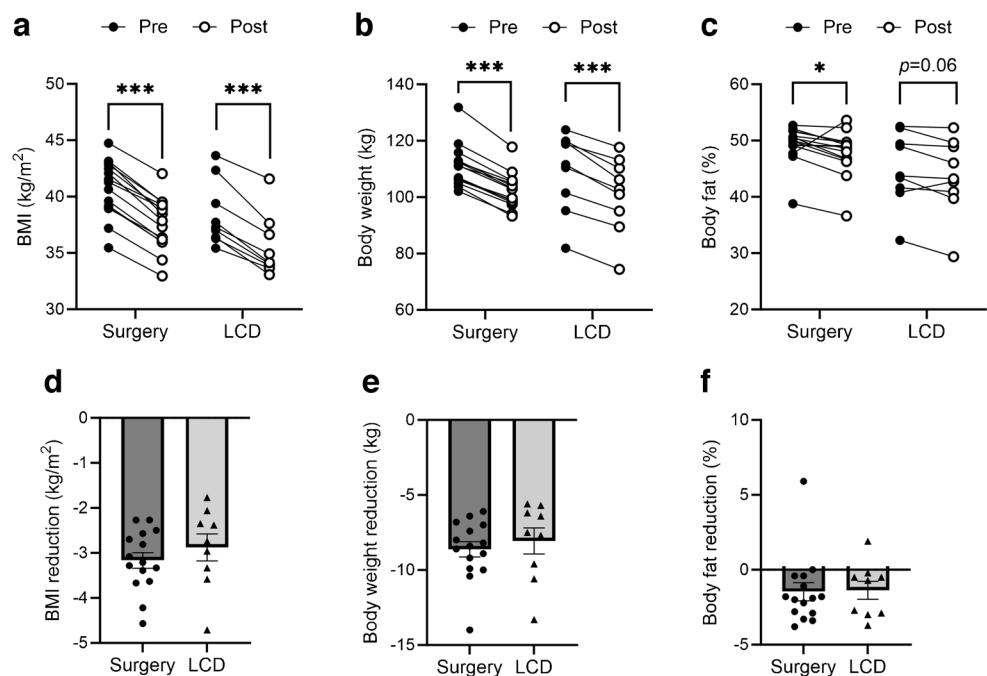 a
Pre Post
BMI (kg/m²)
50
45
40
35
30
*** ***
Surgery LCD
b
Pre Post
Body weight (kg)
140
120
100
80
60
*** ***
Surgery LCD
c
Pre Post
Body fat (%)
60
50
40
30
20
* p=0.06
Surgery LCD
d
BMI reduction (kg/m²)
0
-1
-2
-3
-4
-5
Surgery LCD
e
Body weight reduction (kg)
0
-5
-10
-15
Surgery LCD
f
Body fat reduction (%)
10
5
0
-5
Surgery LCD